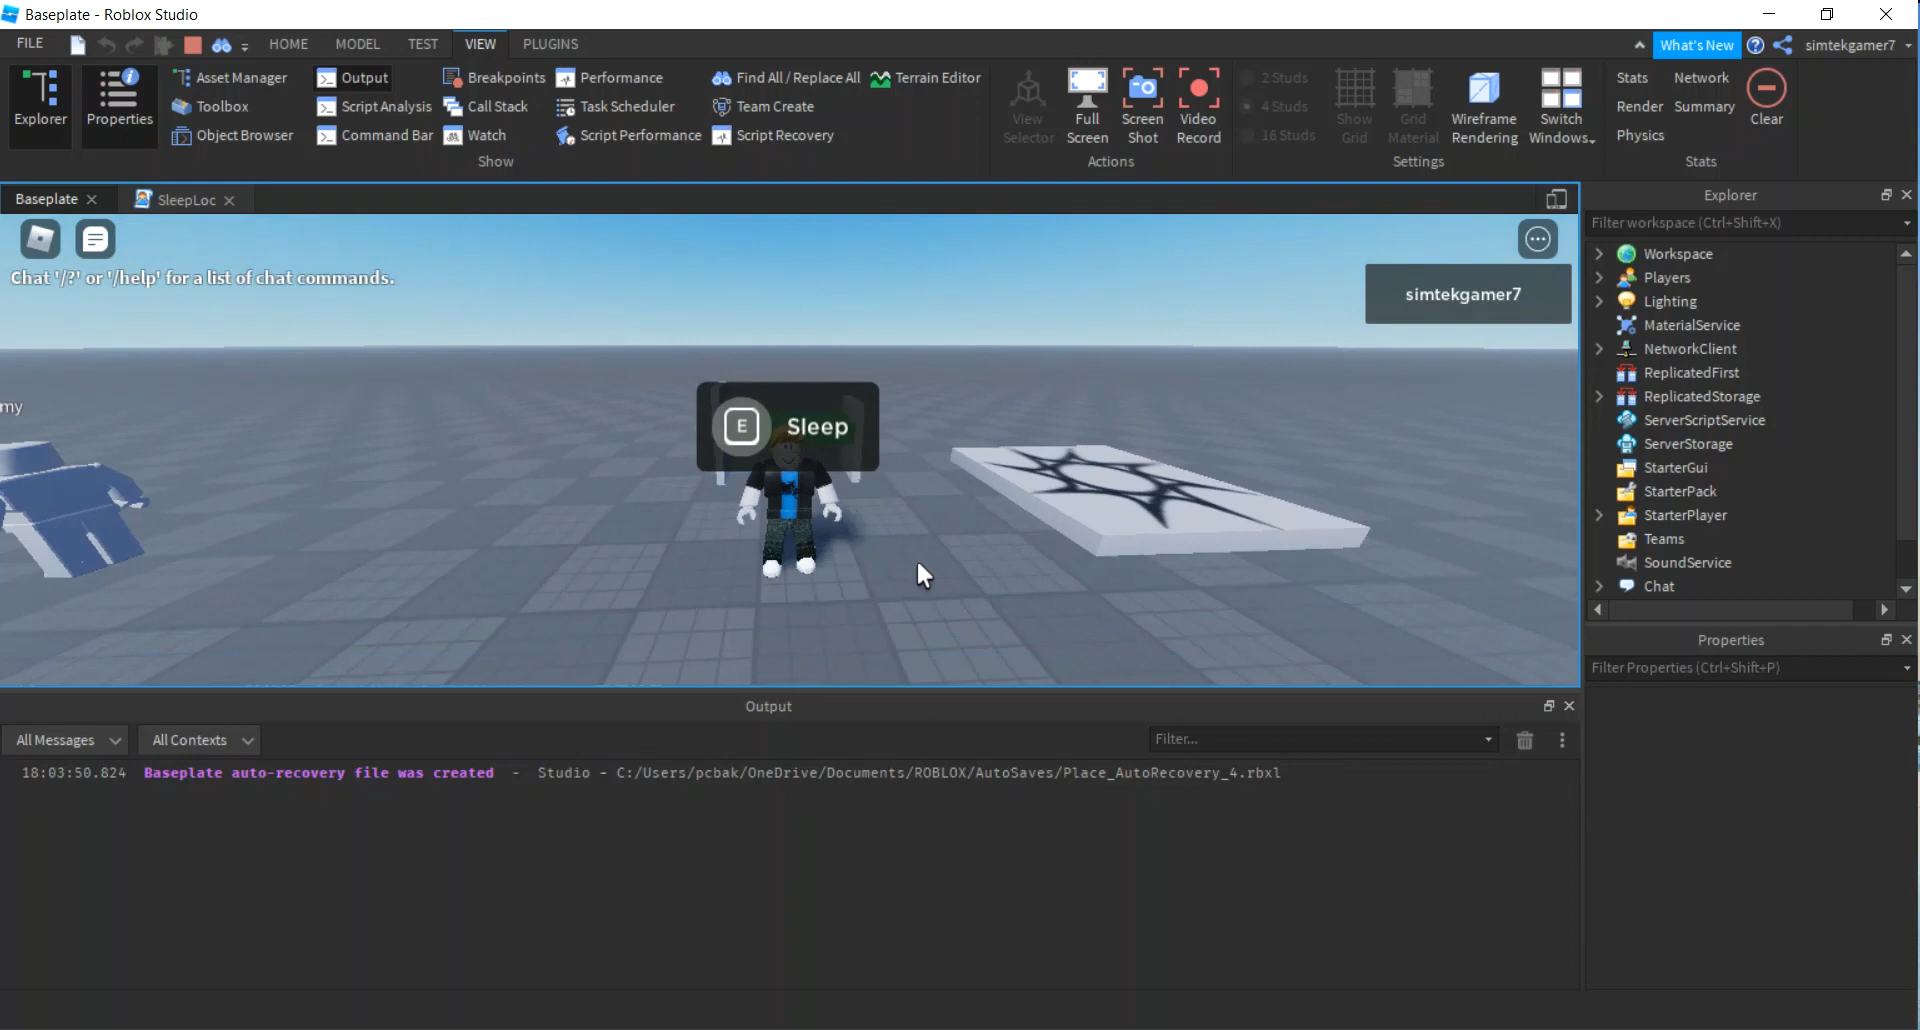 Baseplate - Roblox Studio
FILE
HOME
MODEL
TEST
VIEW
PLUGINS
What's New
simtekgamer7
Explorer
Properties
Asset Manager
Toolbox
Object Browser
Output
Script Analysis
Command Bar
Breakpoints
Call Stack
Watch
Performance
Task Scheduler
Script Performance
Find All / Replace All
Team Create
Script Recovery
Terrain Editor
Show
View Selector
Full Screen
Screen Shot
Video Record
Actions
2 Studs
4 Studs
16 Studs
Show Grid
Grid Material
Wireframe Rendering
Switch Windows
Settings
Stats
Network
Render
Summary
Physics
Clear
Stats
Baseplate
SleepLoc
Chat '/?' or '/help' for a list of chat commands.
simtekgamer7
my
E
Sleep
Explorer
Filter workspace (Ctrl+Shift+X)
Workspace
Players
Lighting
MaterialService
NetworkClient
ReplicatedFirst
ReplicatedStorage
ServerScriptService
ServerStorage
StarterGui
StarterPack
StarterPlayer
Teams
SoundService
Chat
Properties
Filter Properties (Ctrl+Shift+P)
Output
All Messages
All Contexts
Filter...
18:03:50.824 Baseplate auto-recovery file was created - Studio - C:/Users/pcbak/OneDrive/Documents/ROBLOX/AutoSaves/Place_AutoRecovery_4.rbxl